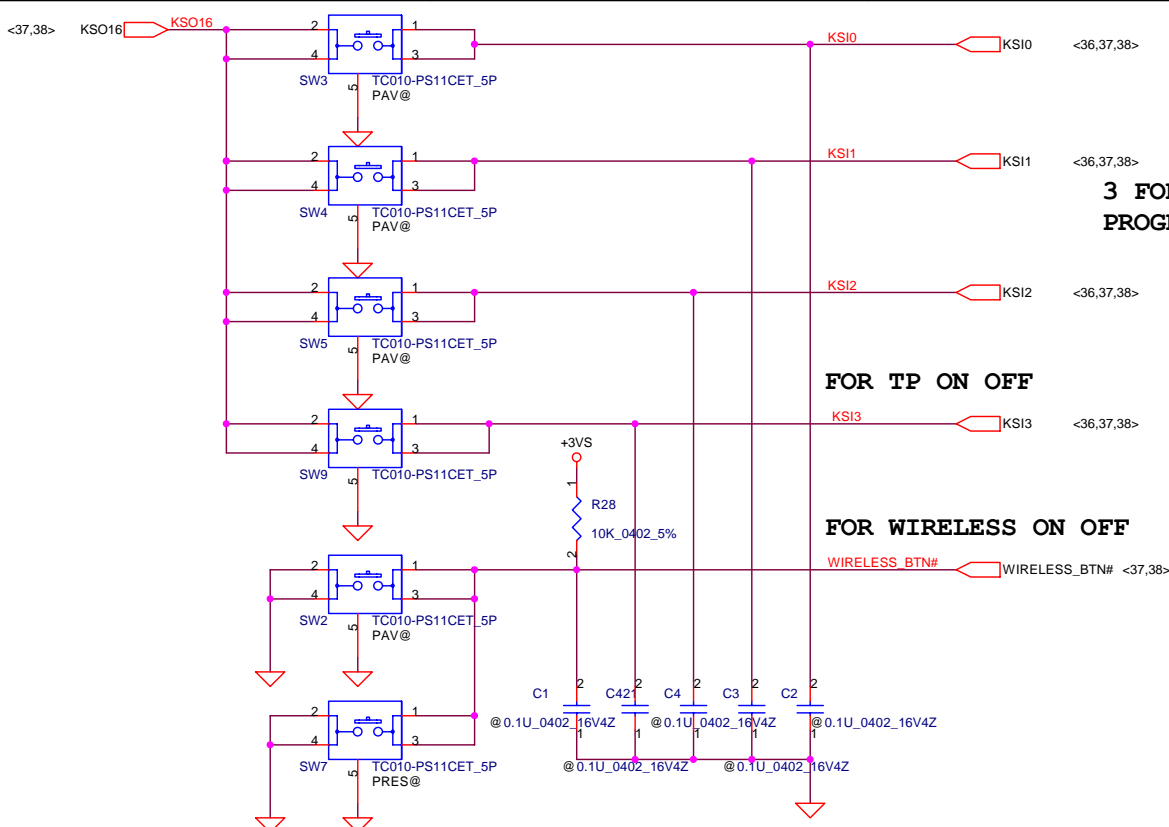 <37,38> KSO16 KSO16
2 1
4 3
SW3 TC010-PS11CET_5P
5 PAV@
KSI0 KSI0 <36,37,38>
2 1
4 3
SW4 TC010-PS11CET_5P
5 PAV@
KSI1 KSI1 <36,37,38>
3
2 1
4 3
SW5 TC010-PS11CET_5P
5 PAV@
KSI2 KSI2 <36,37,38>
FOR TP ON OFF
2 1
4 3
SW9 TC010-PS11CET_5P
5
KSI3 KSI3 <36,37,38>
+3VS
1
R28
10K_0402_5%
2
FOR WIRELESS ON OFF
WIRELESS_BTN# WIRELESS_BTN# <37,38>
2 1
4 3
SW2 TC010-PS11CET_5P
5 PAV@
2 1
4 3
SW7 TC010-PS11CET_5P
5 PRES@
2 2 2 2 2
C1 C421 C4 C3 C2
@0.1U_0402_16V4Z @0.1U_0402_16V4Z @0.1U_0402_16V4Z
1 1 1 1 1
@0.1U_0402_16V4Z @0.1U_0402_16V4Z